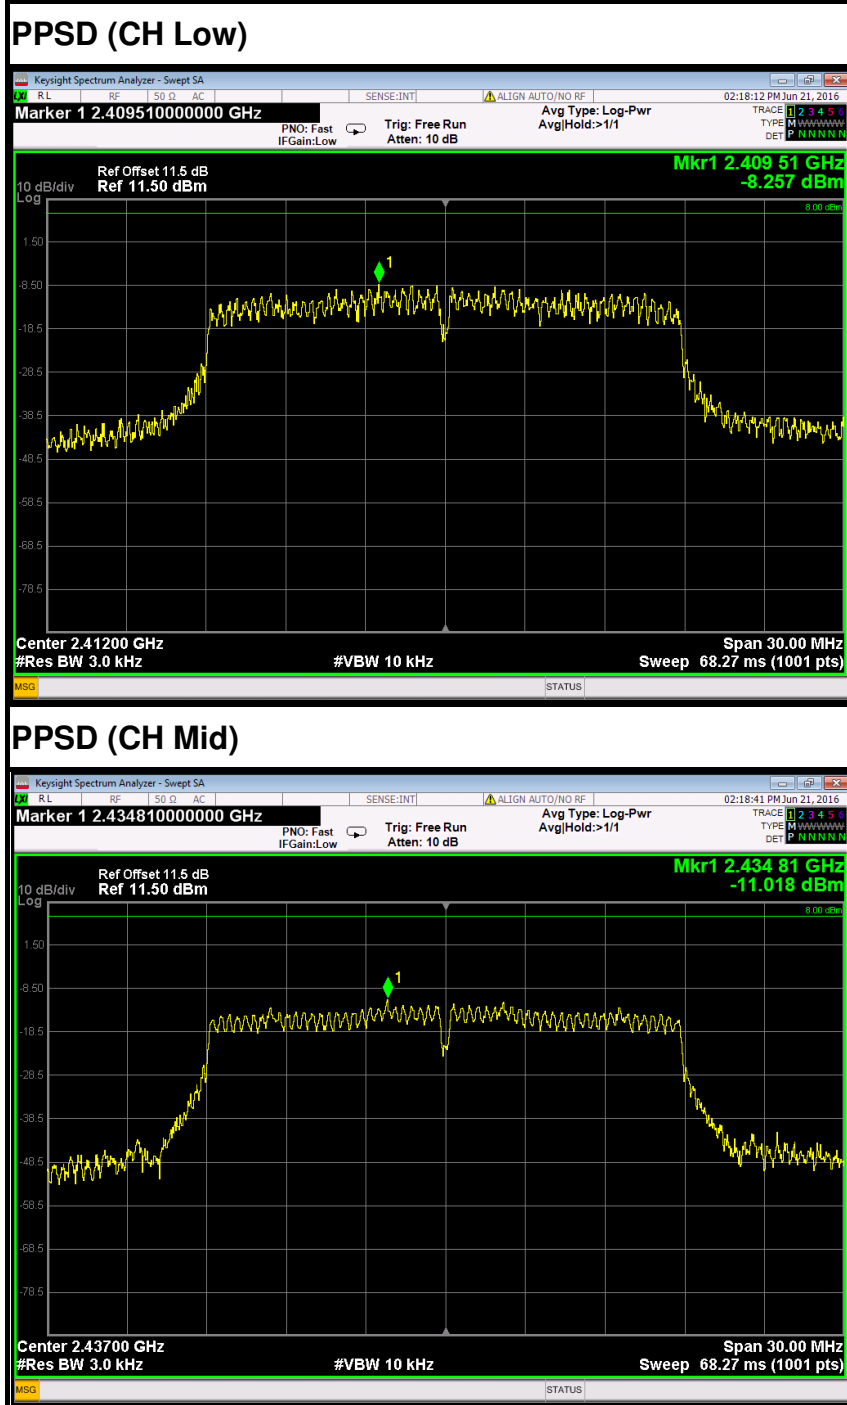 PPSD (CH Low)
Keysight Spectrum Analyzer - Swept SA
LXI RL RF 50 Ω AC SENSE:INT ALIGN AUTO/NO RF 02:18:12 PM Jun 21, 2016
Marker 1 2.409510000000 GHz
PNO: Fast
IFGain:Low
Trig: Free Run
Atten: 10 dB
Avg Type: Log-Pwr
Avg|Hold:>1/1
TRACE 1 2 3 4 5 6
TYPE M WWWWW
DET P N N N N N
Mkr1 2.409 51 GHz
-8.257 dBm
Ref Offset 11.5 dB
10 dB/div Ref 11.50 dBm
Log
8.00 dBm
1.50
-8.50
1
-18.5
-28.5
-38.5
-48.5
-58.5
-68.5
-78.5
Center 2.41200 GHz Span 30.00 MHz
#Res BW 3.0 kHz #VBW 10 kHz Sweep 68.27 ms (1001 pts)
MSG STATUS
PPSD (CH Mid)
Keysight Spectrum Analyzer - Swept SA
LXI RL RF 50 Ω AC SENSE:INT ALIGN AUTO/NO RF 02:18:41 PM Jun 21, 2016
Marker 1 2.434810000000 GHz
PNO: Fast
IFGain:Low
Trig: Free Run
Atten: 10 dB
Avg Type: Log-Pwr
Avg|Hold:>1/1
TRACE 1 2 3 4 5 6
TYPE M WWWWW
DET P N N N N N
Mkr1 2.434 81 GHz
-11.018 dBm
Ref Offset 11.5 dB
10 dB/div Ref 11.50 dBm
Log
8.00 dBm
1.50
1
-8.50
-18.5
-28.5
-38.5
-48.5
-58.5
-68.5
-78.5
Center 2.43700 GHz Span 30.00 MHz
#Res BW 3.0 kHz #VBW 10 kHz Sweep 68.27 ms (1001 pts)
MSG STATUS